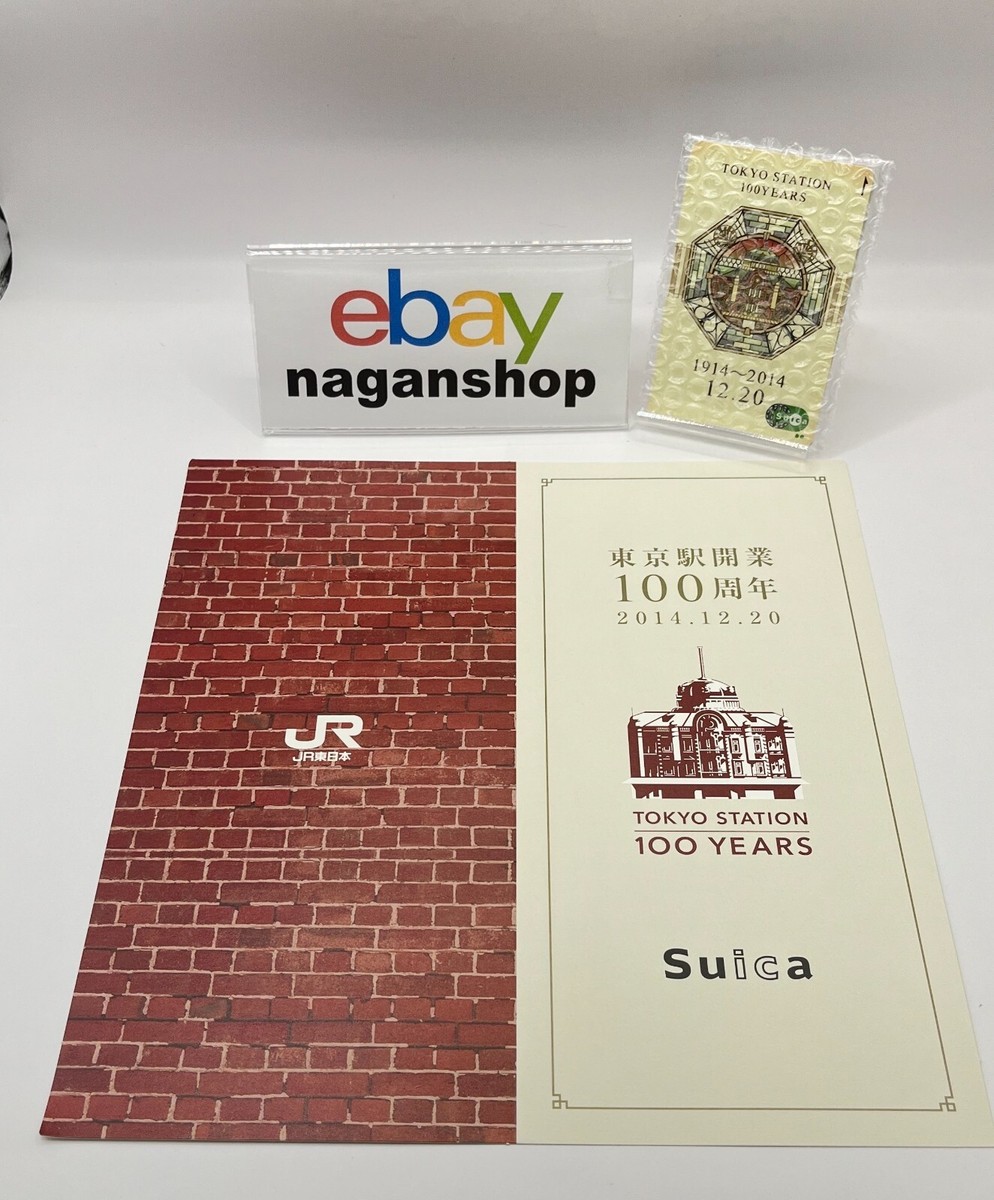 ebay
naganshop
TOKYO STATION
100YEARS
1914～2014
12.20
Suica
東京駅開業
100周年
2014.12.20
JR
JR東日本
TOKYO STATION
100 YEARS
Suica